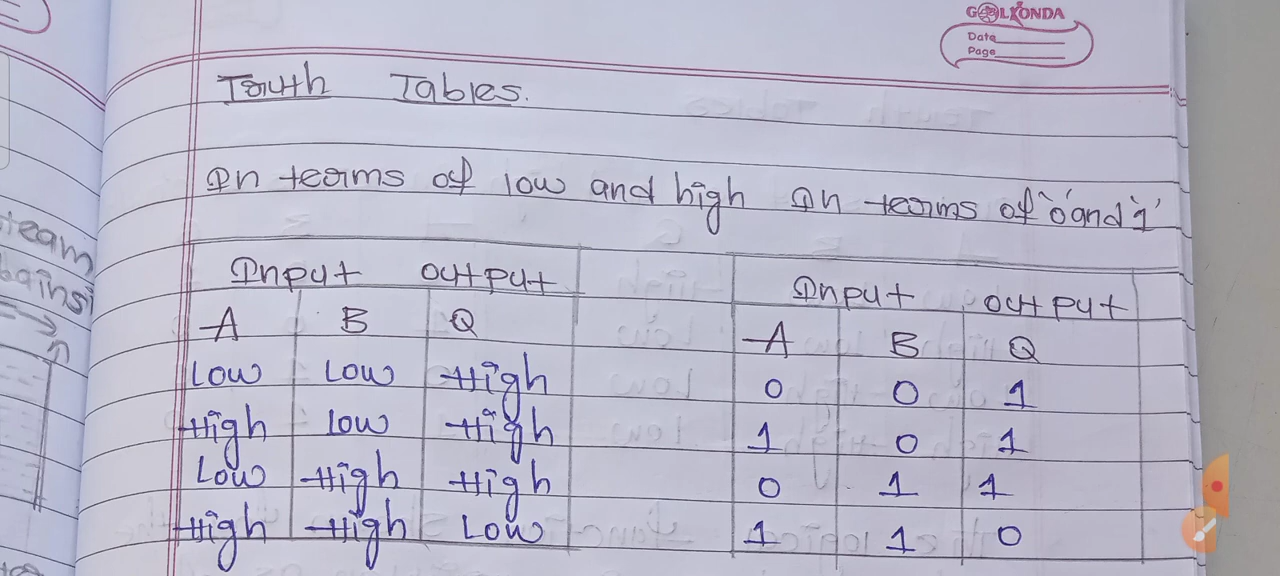 GOLKONDA
Date
Page
Truth Tables.
In terms of low and high In terms of '0' and '1'
Input output Input output
A B Q A B Q
Low Low High 0 0 1
High Low High 1 0 1
Low High High 0 1 1
High High Low 1 1 0
team